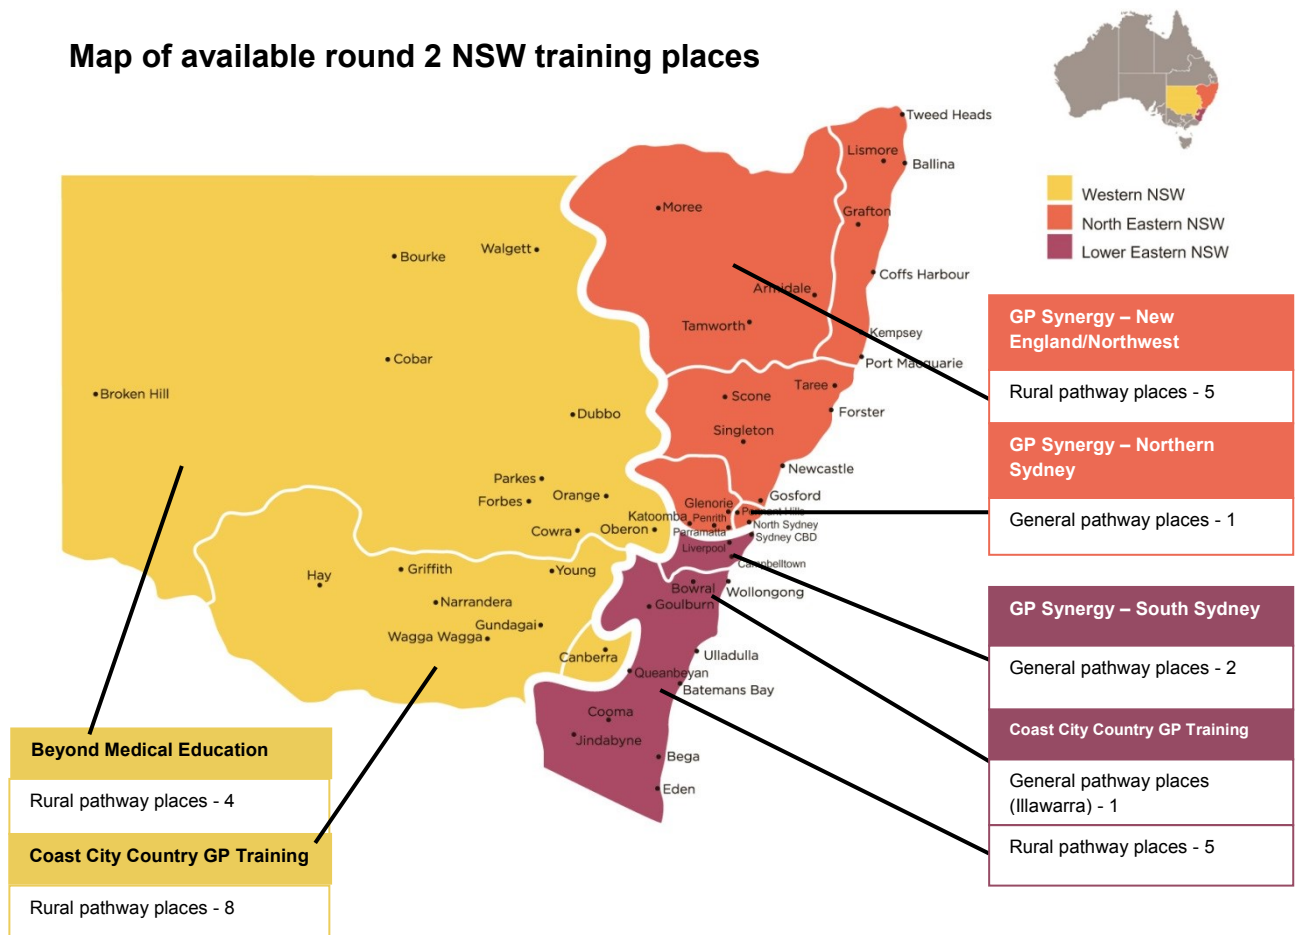 Map of available round 2 NSW training places
Western NSW
North Eastern NSW
Lower Eastern NSW
Tweed Heads
Lismore
Ballina
Moree
Grafton
Bourke
Walgett
Coffs Harbour
Armidale
Tamworth
Kempsey
Port Macquarie
Cobar
Broken Hill
Taree
Scone
Forster
Dubbo
Singleton
Newcastle
Parkes
Orange
Forbes
Gosford
Glenorie
Pennant Hills
Katoomba
Penrith
North Sydney
Cowra
Oberon
Parramatta
Sydney CBD
Liverpool
Campbelltown
Hay
Griffith
Young
Bowral
Wollongong
Narrandera
Goulburn
Gundagai
Wagga Wagga
Canberra
Ulladulla
Queanbeyan
Batemans Bay
Cooma
Jindabyne
Bega
Eden
GP Synergy – New
England/Northwest
Rural pathway places - 5
GP Synergy – Northern
Sydney
General pathway places - 1
GP Synergy – South Sydney
General pathway places - 2
Coast City Country GP Training
General pathway places
(Illawarra) - 1
Rural pathway places - 5
Beyond Medical Education
Rural pathway places - 4
Coast City Country GP Training
Rural pathway places - 8